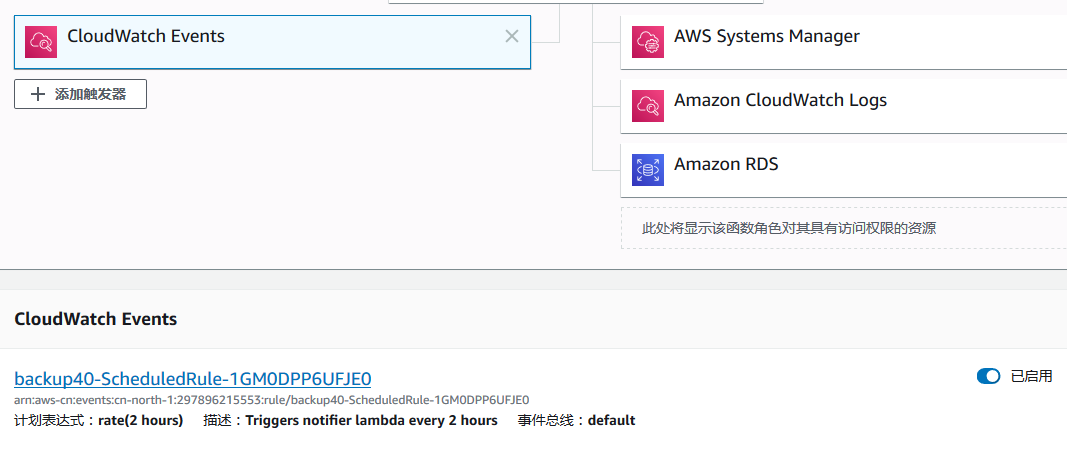 CloudWatch Events
添加触发器
AWS Systems Manager
Amazon CloudWatch Logs
Amazon RDS
此处将显示该函数角色对其具有访问权限的资源
CloudWatch Events
backup40-ScheduledRule-1GM0DPP6UFJE0
已启用
arn:aws-cn:events:cn-north-1:297896215553:rule/backup40-ScheduledRule-1GM0DPP6UFJE0
计划表达式：rate(2 hours) 描述：Triggers notifier lambda every 2 hours 事件总线：default